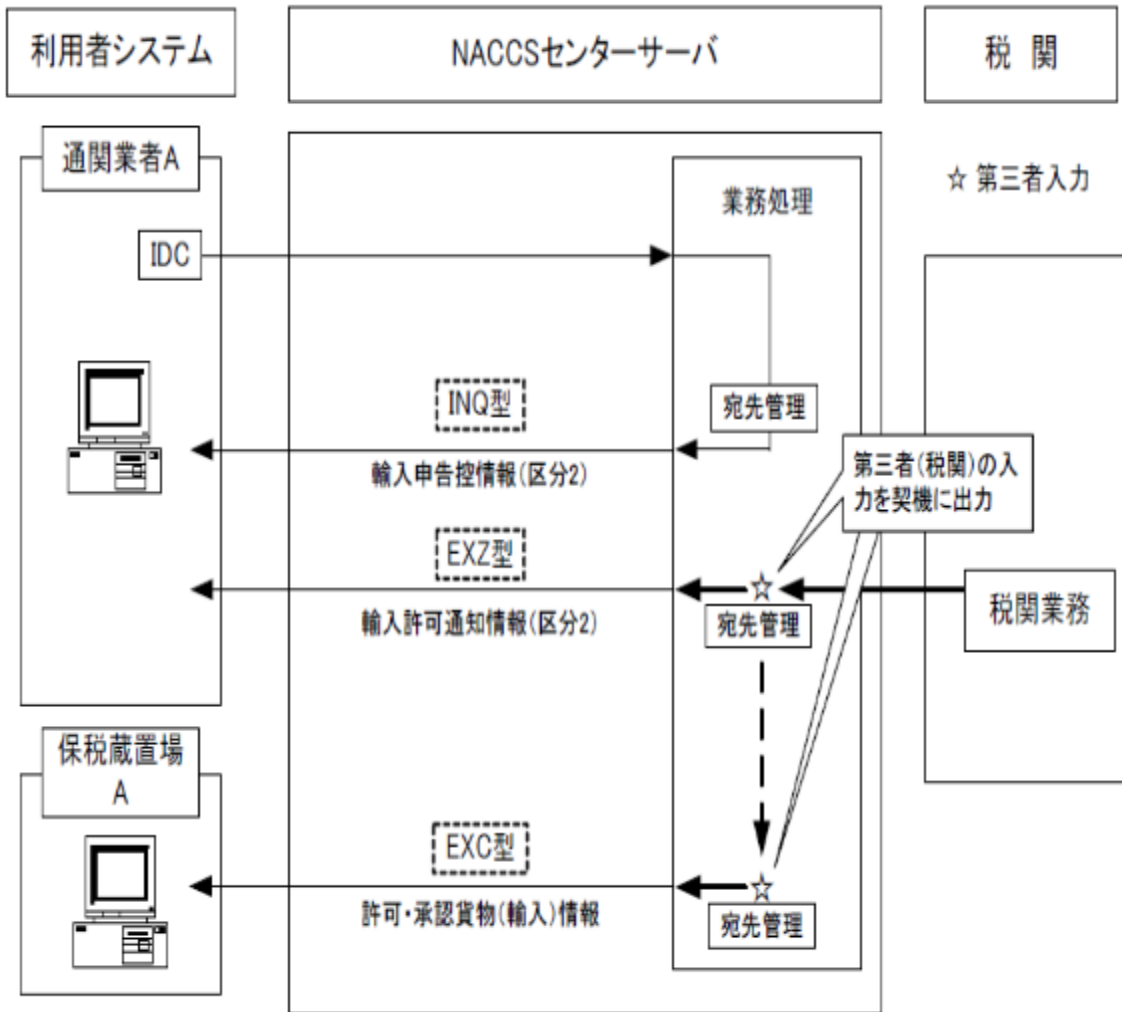 利用者システム
NACCSセンターサーバ
税 関
通関業者A
業務処理
☆ 第三者入力
IDC
INQ型
宛先管理
輸入申告控情報(区分2)
第三者(税関)の入
力を契機に出力
EXZ型
☆
税関業務
輸入許可通知情報(区分2)
宛先管理
保税蔵置場
A
EXC型
☆
許可・承認貨物(輸入)情報
宛先管理